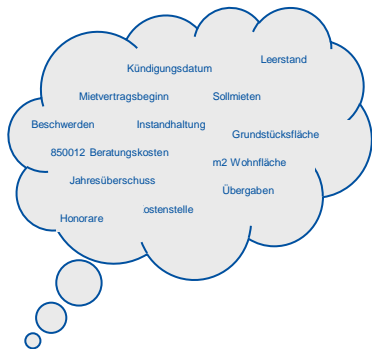 Leerstand
Kündigungsdatum
Mietvertragsbeginn Sollmieten
Beschwerden Instandhaltung
Grundstücksfläche
850012 Beratungskosten
m2 Wohnfläche
Jahresüberschuss
Übergaben
ostenstelle
Honorare